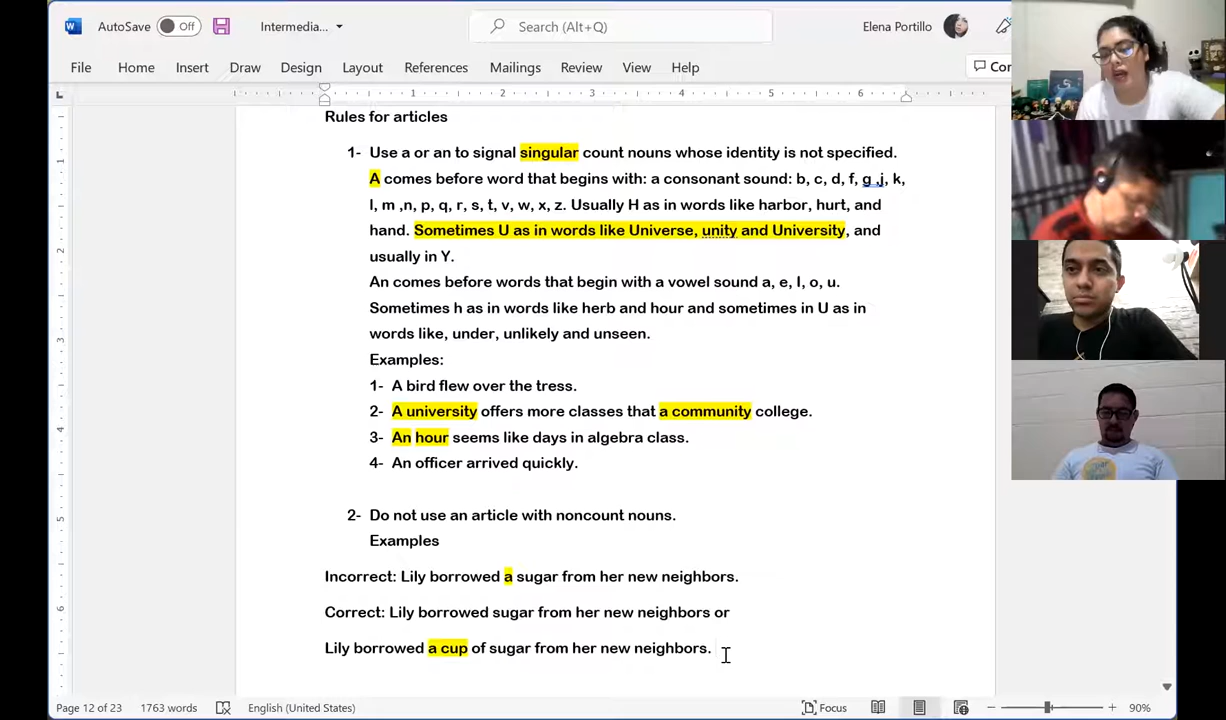 AutoSave Off Intermedia... Search (Alt+Q) Elena Portillo
File Home Insert Draw Design Layout References Mailings Review View Help
1 2 3 4 5 6
Rules for articles
1- Use a or an to signal singular count nouns whose identity is not specified.
A comes before word that begins with: a consonant sound: b, c, d, f, g ,j, k,
l, m ,n, p, q, r, s, t, v, w, x, z. Usually H as in words like harbor, hurt, and
hand. Sometimes U as in words like Universe, unity and University, and
usually in Y.
An comes before words that begin with a vowel sound a, e, I, o, u.
Sometimes h as in words like herb and hour and sometimes in U as in
words like, under, unlikely and unseen.
Examples:
1- A bird flew over the tress.
2- A university offers more classes that a community college.
3- An hour seems like days in algebra class.
4- An officer arrived quickly.
2- Do not use an article with noncount nouns.
Examples
Incorrect: Lily borrowed a sugar from her new neighbors.
Correct: Lily borrowed sugar from her new neighbors or
Lily borrowed a cup of sugar from her new neighbors.
Page 12 of 23 1763 words English (United States) Focus 90%